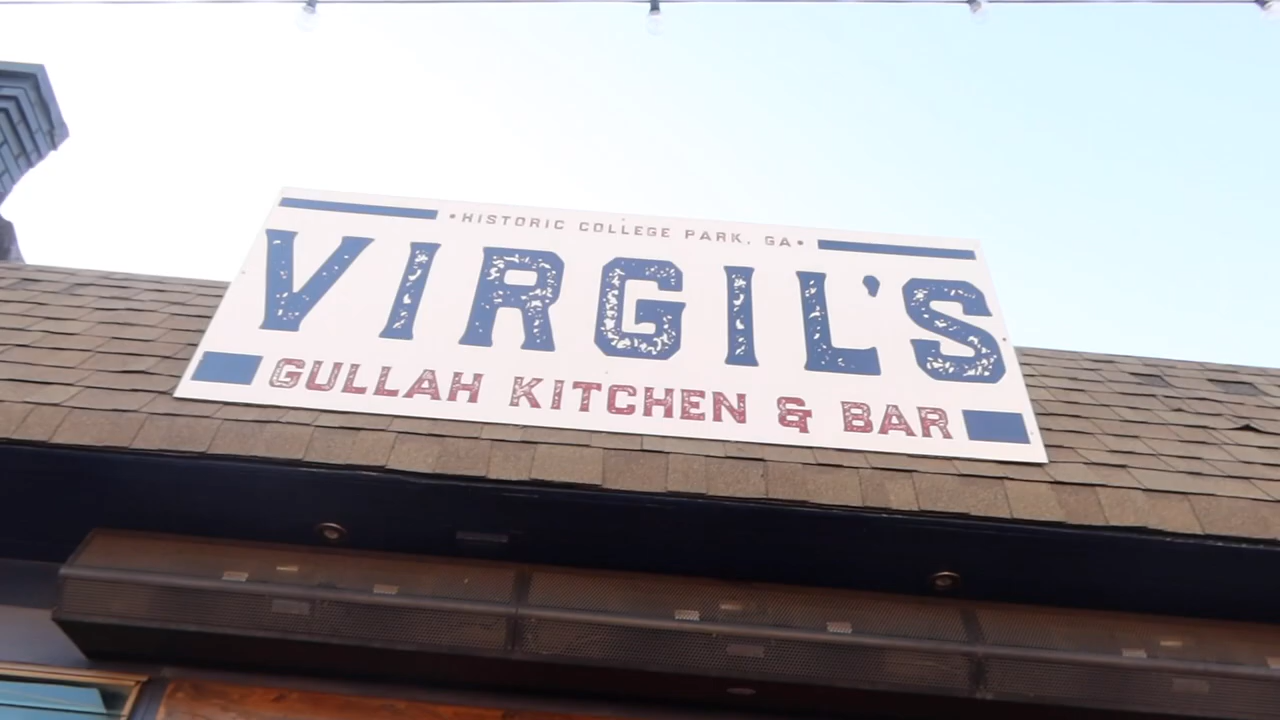 •HISTORIC COLLEGE PARK, GA•
VIRGIL'S
GULLAH KITCHEN & BAR